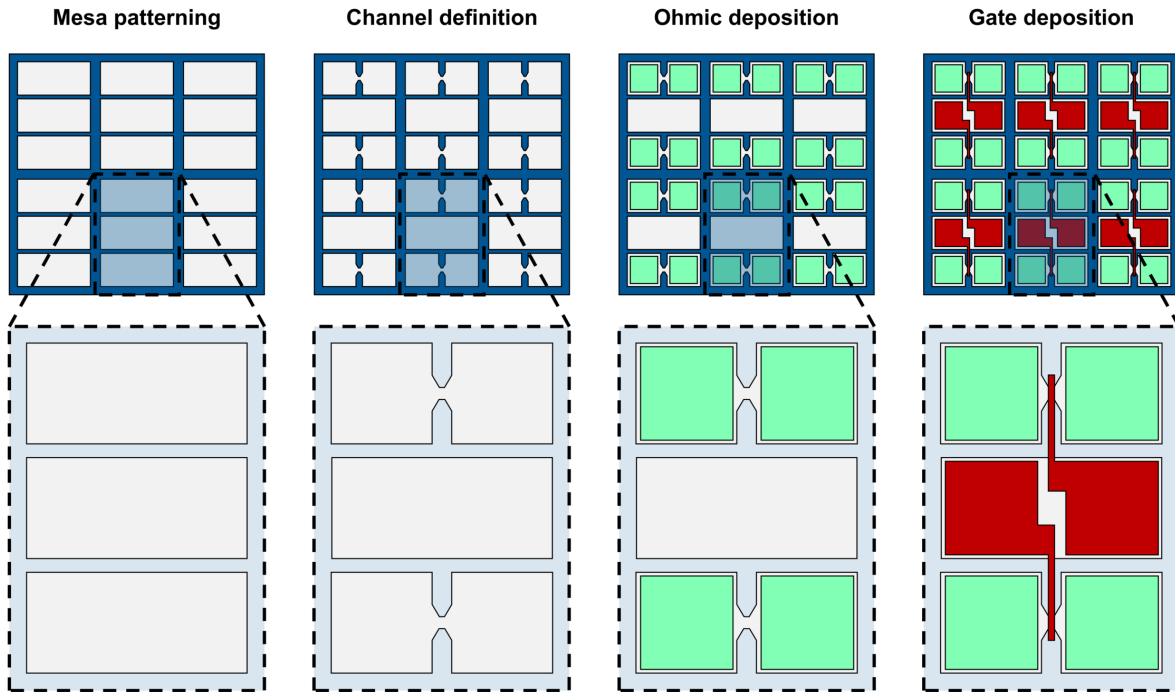 Mesa patterning
Channel definition
Ohmic deposition
Gate deposition